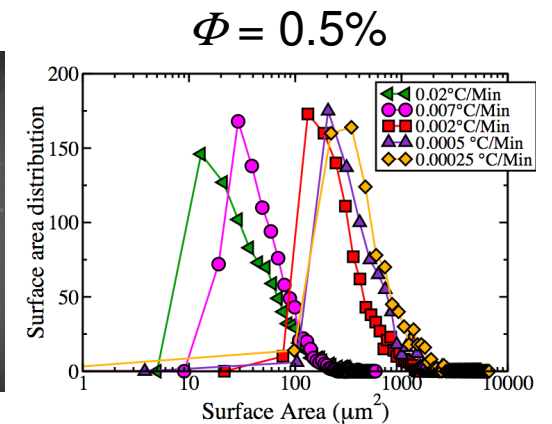 Φ = 0.5%
200
150
100
50
0
Surface area distribution
0.02°C/Min
0.007°C/Min
0.002°C/Min
0.0005 °C/Min
0.00025 °C/Min
1 10 100 1000 10000
Surface Area (μm²)